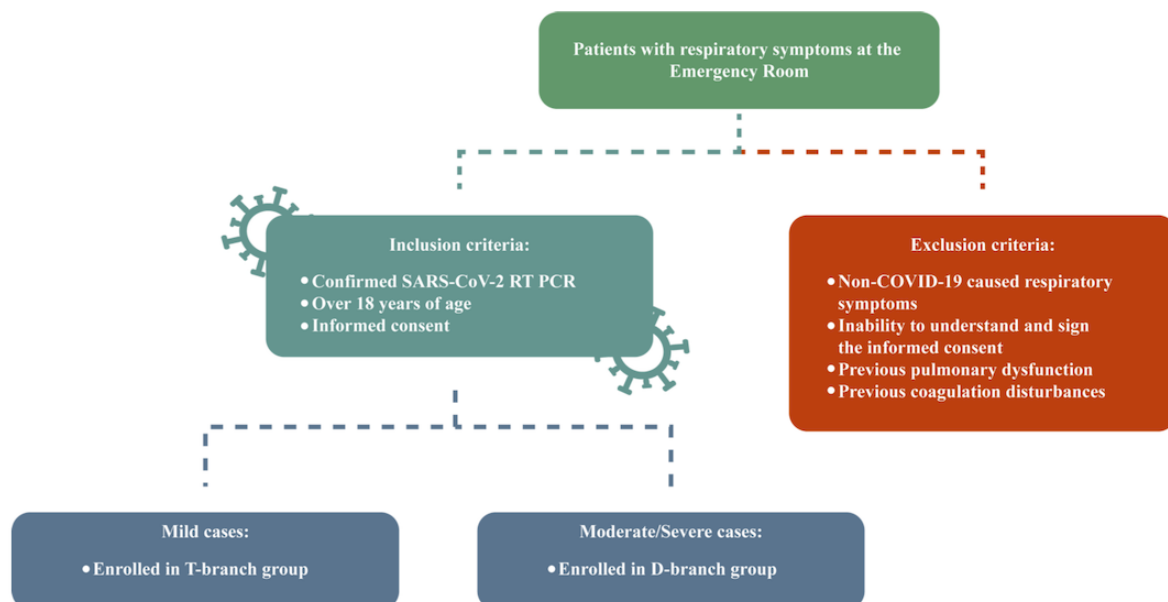 Patients with respiratory symptoms at the
Emergency Room
Inclusion criteria:
• Confirmed SARS-CoV-2 RT PCR
• Over 18 years of age
• Informed consent
Exclusion criteria:
• Non-COVID-19 caused respiratory
symptoms
• Inability to understand and sign
the informed consent
• Previous pulmonary dysfunction
• Previous coagulation disturbances
Mild cases:
• Enrolled in T-branch group
Moderate/Severe cases:
• Enrolled in D-branch group